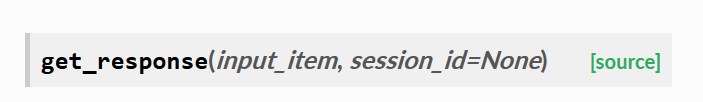 get_response(input_item, session_id=None) [source]